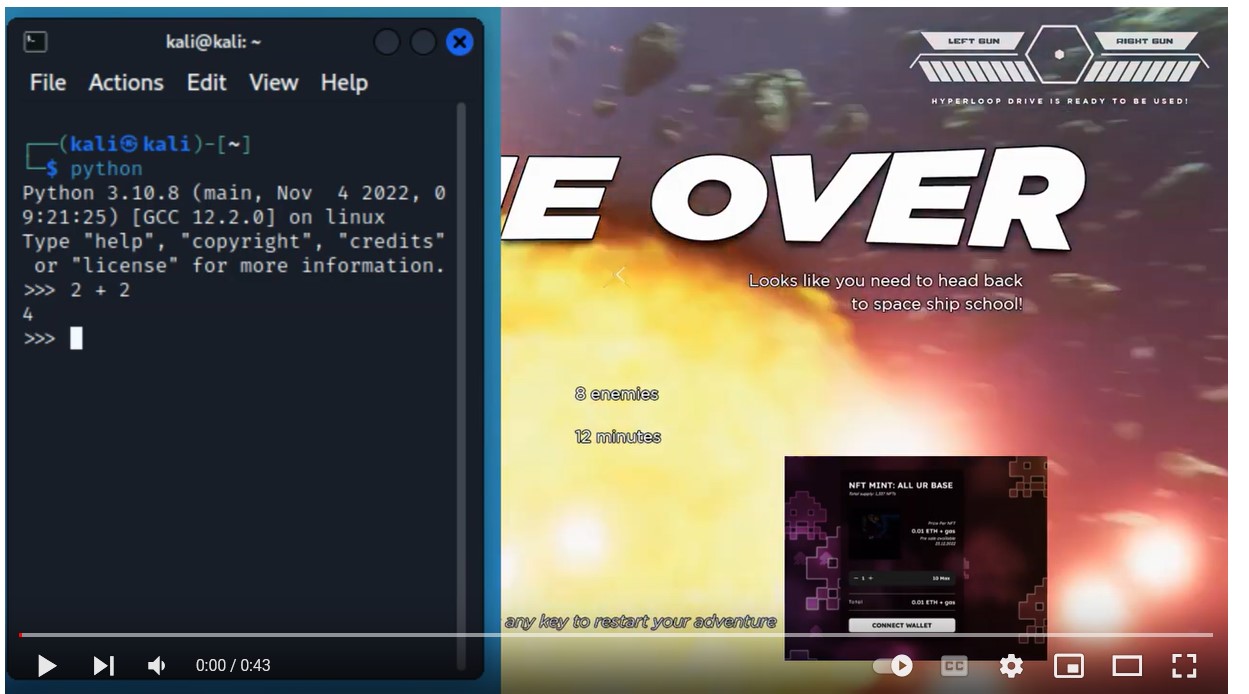 kali@kali: ~
File Actions Edit View Help
┌──(kali㉿kali)-[~]
└─$ python
Python 3.10.8 (main, Nov  4 2022, 0
9:21:25) [GCC 12.2.0] on linux
Type "help", "copyright", "credits"
 or "license" for more information.
>>> 2 + 2
4
>>>
LEFT GUN
RIGHT GUN
HYPERLOOP DRIVE IS READY TO BE USED!
E OVER
Looks like you need to head back
to space ship school!
8 enemies
12 minutes
any key to restart your adventure
NFT MINT: ALL UR BASE
Total supply: 1,337 NFTs
Price Per NFT
0.01 ETH + gas
Pre sale available
23.12.2022
− 1 +
10 Max
Total
0.01 ETH + gas
CONNECT WALLET
0:00 / 0:43
CC